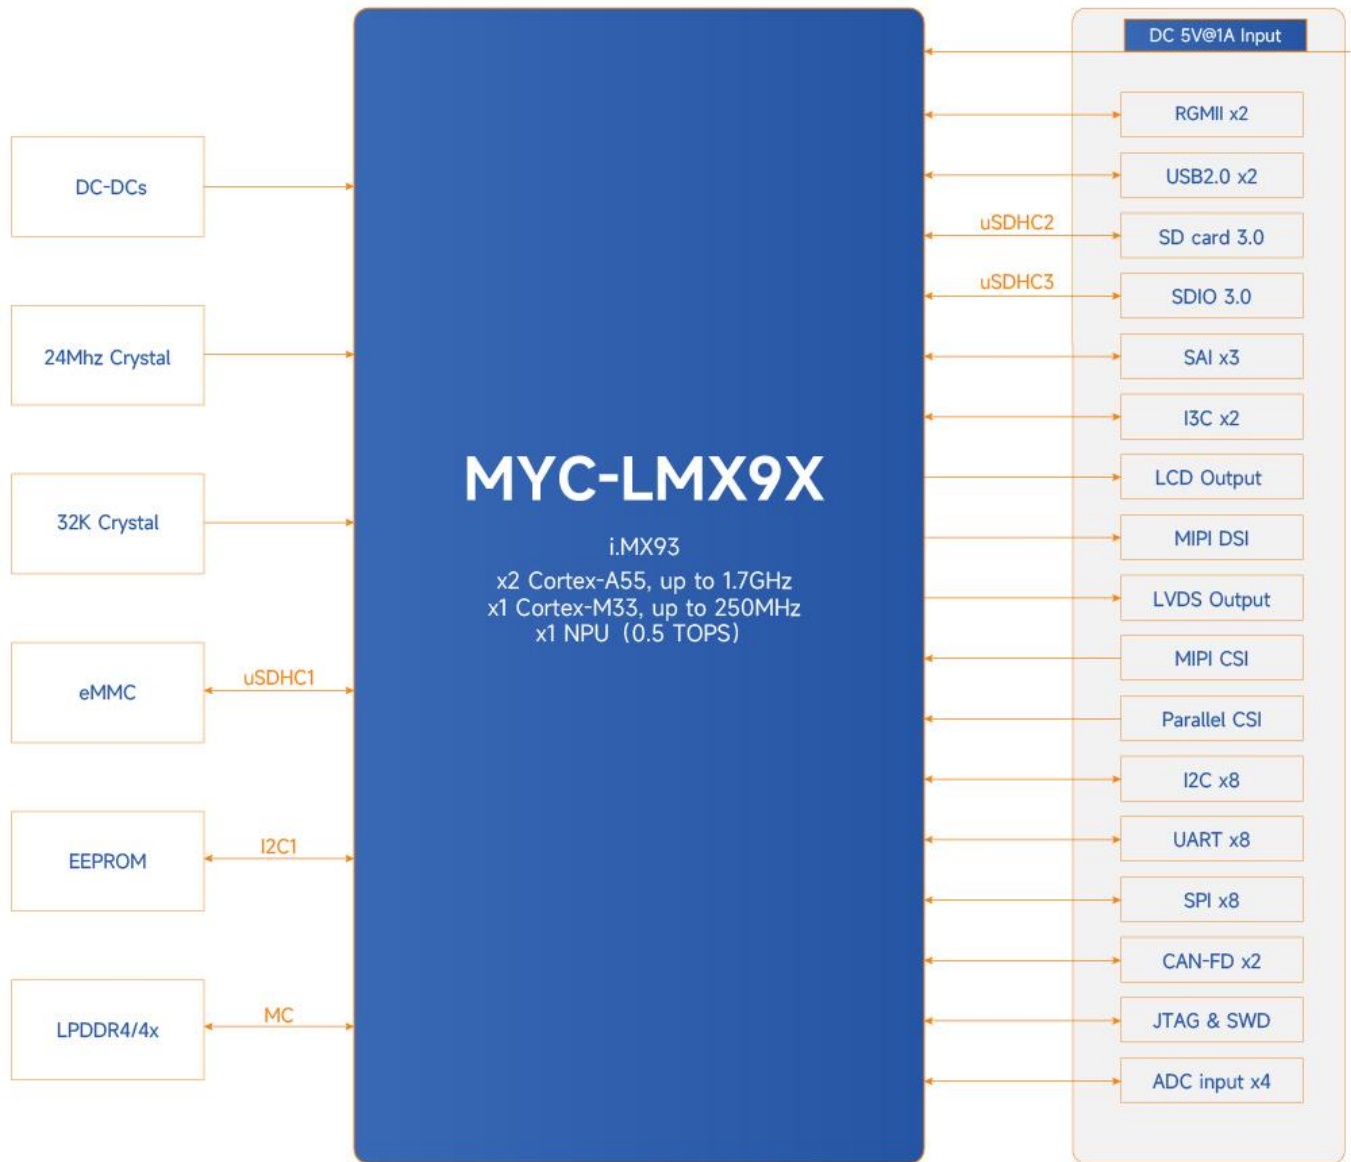 DC-DCs
24Mhz Crystal
32K Crystal
eMMC
uSDHC1
EEPROM
I2C1
LPDDR4/4x
MC
MYC-LMX9X
i.MX93
x2 Cortex-A55, up to 1.7GHz
x1 Cortex-M33, up to 250MHz
x1 NPU（0.5 TOPS）
DC 5V@1A Input
RGMII x2
USB2.0 x2
uSDHC2
SD card 3.0
uSDHC3
SDIO 3.0
SAI x3
I3C x2
LCD Output
MIPI DSI
LVDS Output
MIPI CSI
Parallel CSI
I2C x8
UART x8
SPI x8
CAN-FD x2
JTAG & SWD
ADC input x4